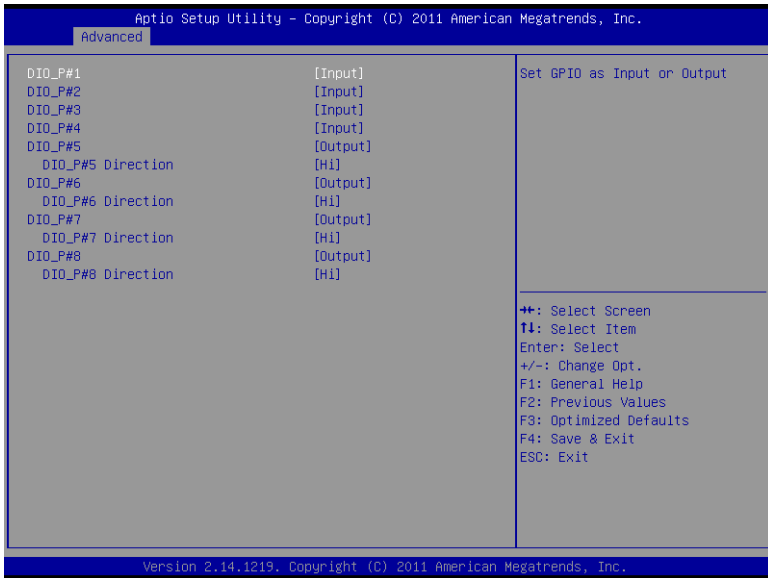 Aptio Setup Utility – Copyright (C) 2011 American Megatrends, Inc.
Advanced
DIO_P#1 [Input]
DIO_P#2 [Input]
DIO_P#3 [Input]
DIO_P#4 [Input]
DIO_P#5 [Output]
DIO_P#5 Direction [Hi]
DIO_P#6 [Output]
DIO_P#6 Direction [Hi]
DIO_P#7 [Output]
DIO_P#7 Direction [Hi]
DIO_P#8 [Output]
DIO_P#8 Direction [Hi]
Set GPIO as Input or Output
→←: Select Screen
↑↓: Select Item
Enter: Select
+/-: Change Opt.
F1: General Help
F2: Previous Values
F3: Optimized Defaults
F4: Save & Exit
ESC: Exit
Version 2.14.1219. Copyright (C) 2011 American Megatrends, Inc.